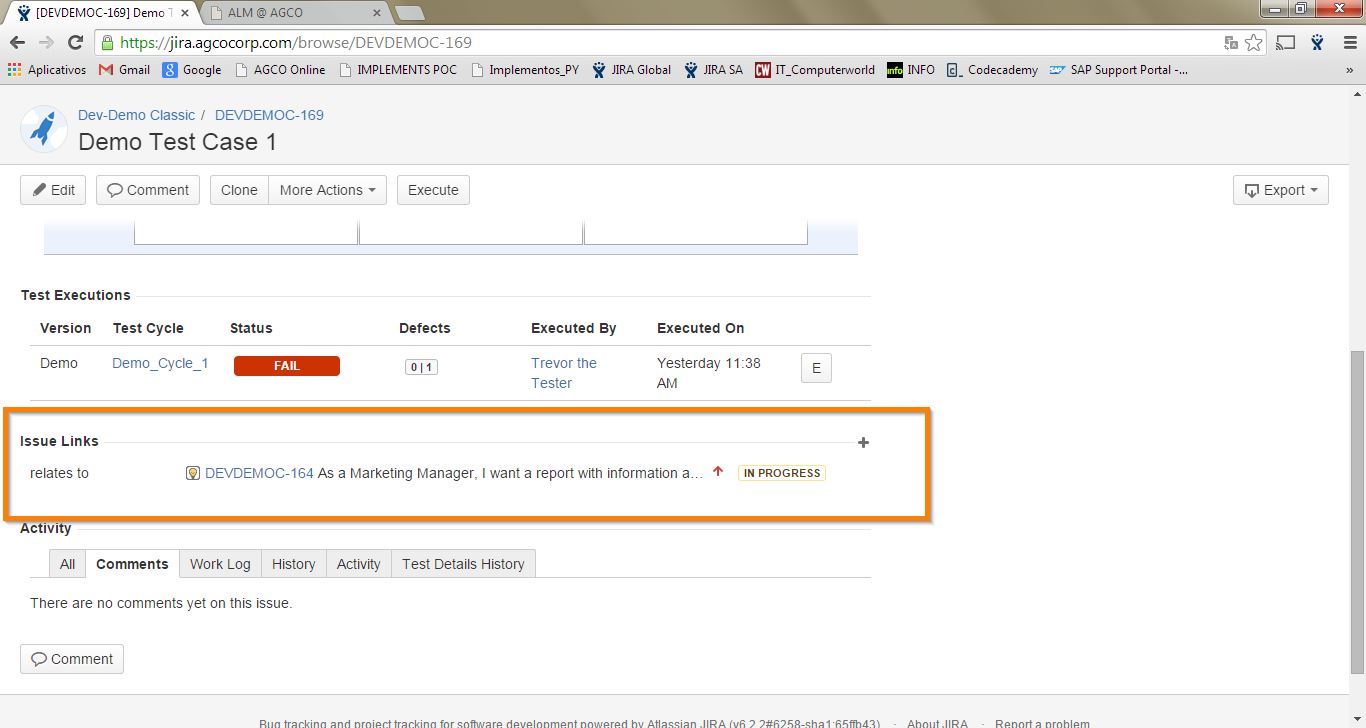 [DEVDEMOC-169] Demo T
ALM @ AGCO
https://jira.agcocorp.com/browse/DEVDEMOC-169
Aplicativos Gmail Google AGCO Online IMPLEMENTS POC Implementos_PY JIRA Global JIRA SA CW IT_Computerworld info INFO Codecademy SAP Support Portal -... »
Dev-Demo Classic / DEVDEMOC-169
Demo Test Case 1
Edit Comment Clone More Actions Execute Export
Test Executions
Version Test Cycle Status Defects Executed By Executed On
Demo Demo_Cycle_1 FAIL 0 | 1 Trevor the Yesterday 11:38 E
Tester AM
Issue Links +
relates to DEVDEMOC-164 As a Marketing Manager, I want a report with information a... IN PROGRESS
Activity
All Comments Work Log History Activity Test Details History
There are no comments yet on this issue.
Comment
Bug tracking and project tracking for software development powered by Atlassian JIRA (v6.2.2#6258-sha1:65ffb43) · About JIRA · Report a problem